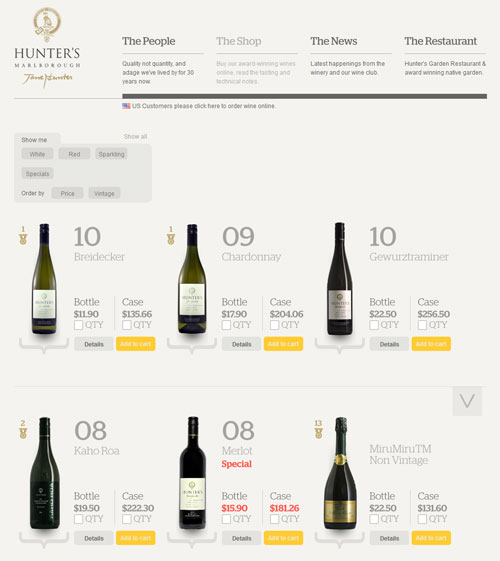 HUNTER'S
MARLBOROUGH
Jane Hunter
The People
Quality not quantity, and
adage we've lived by for 30
years now.
The Shop
Buy our award-winning wines
online, read the tasting and
technical notes.
The News
Latest happenings from the
winery and our wine club.
The Restaurant
Hunter's Garden Restaurant &
award winning native garden.
US Customers please click here to order wine online.
Show me
Show all
White Red Sparkling
Specials
Order by Price Vintage
1
10
Breidecker
Bottle Case
$11.90 $135.66
QTY QTY
Details Add to cart
1
09
Chardonnay
Bottle Case
$17.90 $204.06
QTY QTY
Details Add to cart
10
Gewurztraminer
Bottle Case
$22.50 $256.50
QTY QTY
Details Add to cart
2
08
Kaho Roa
Bottle Case
$19.50 $222.30
QTY QTY
Details Add to cart
08
Merlot
Special
Bottle Case
$15.90 $181.26
QTY QTY
Details Add to cart
13
MiruMiruTM
Non Vintage
Bottle Case
$22.50 $131.60
QTY QTY
Details Add to cart
HUNTER'S
HUNTER'S
HUNTER'S